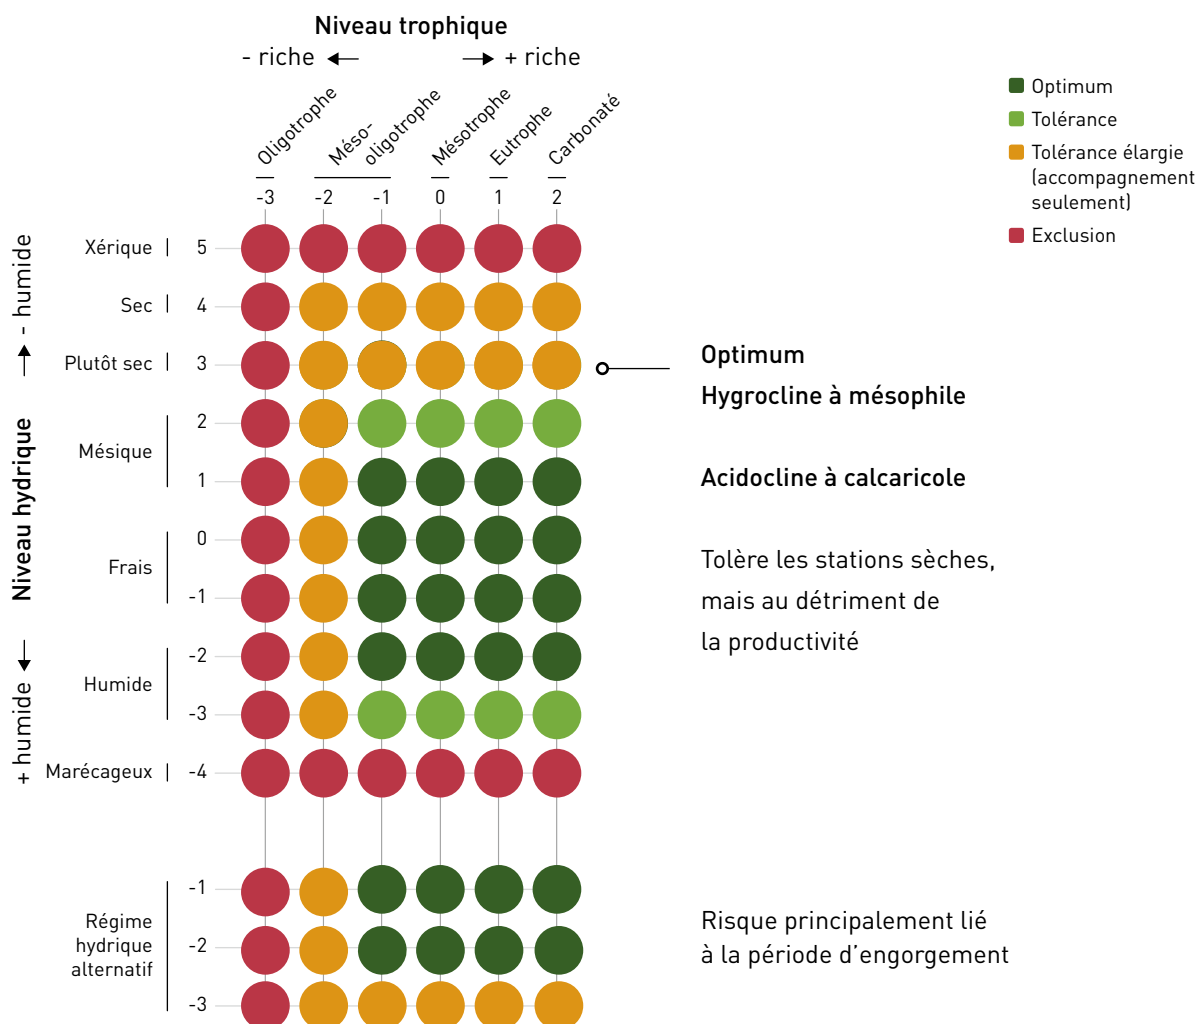 Niveau trophique
- riche ← → + riche
Oligotrophe
Méso-
oligotrophe
Mésotrophe
Eutrophe
Carbonaté
-3 -2 -1 0 1 2
Optimum
Tolérance
Tolérance élargie
(accompagnement
seulement)
Exclusion
Niveau hydrique
→ - humide
+ humide ←
Xérique 5
Sec 4
Plutôt sec 3
Mésique
2
1
Frais
0
-1
Humide
-2
-3
Marécageux -4
Régime
hydrique
alternatif
-1
-2
-3
Optimum
Hygrocline à mésophile
Acidocline à calcaricole
Tolère les stations sèches,
mais au détriment de
la productivité
Risque principalement lié
à la période d'engorgement